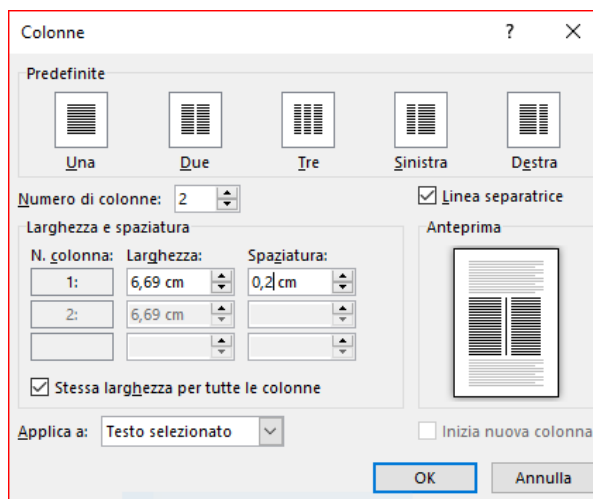 Colonne ? X
Predefinite
Una Due Tre Sinistra Destra
Numero di colonne: 2 Linea separatrice
Larghezza e spaziatura Anteprima
N. colonna: Larghezza: Spaziatura:
1: 6,69 cm 0,2 cm
2: 6,69 cm
Stessa larghezza per tutte le colonne
Applica a: Testo selezionato Inizia nuova colonna
OK Annulla